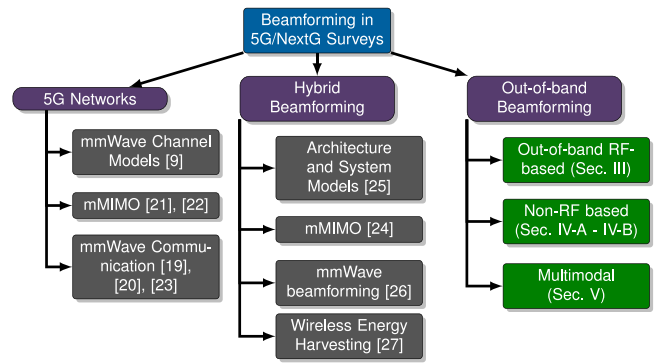 Beamforming in
5G/NextG Surveys
5G Networks
Hybrid
Beamforming
Out-of-band
Beamforming
mmWave Channel
Models [9]
mMIMO [21], [22]
mmWave Commu-
nication [19],
[20], [23]
Architecture
and System
Models [25]
mMIMO [24]
mmWave
beamforming [26]
Wireless Energy
Harvesting [27]
Out-of-band RF-
based (Sec. III)
Non-RF based
(Sec. IV-A - IV-B)
Multimodal
(Sec. V)